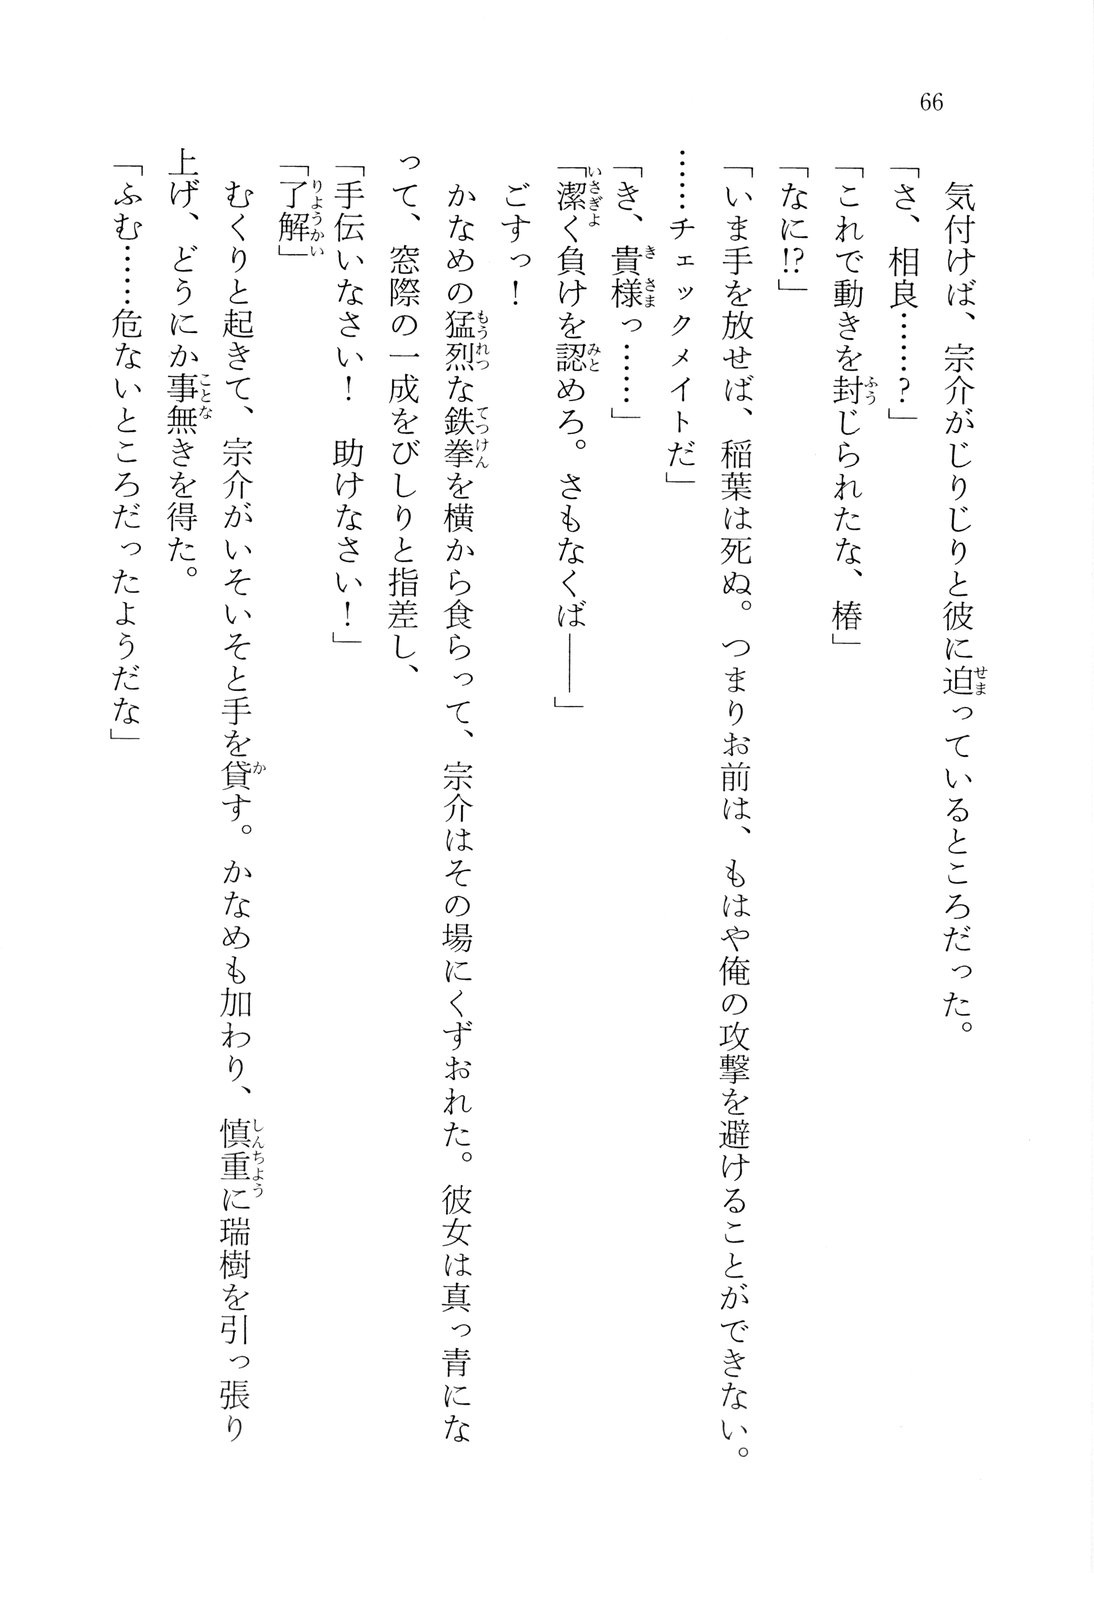 66
気付けば、宗介がじりじりと彼に迫っているところだった。
「さ、相良……？」
「これで動きを封じられたな、椿」
「なに!?」
「いま手を放せば、稲葉は死ぬ。つまりお前は、もはや俺の攻撃を避けることができない。
……チェックメイトだ」
「き、貴様っ……」
「潔く負けを認めろ。さもなくば――」
ごすっ！
かなめの猛烈な鉄拳を横から食らって、宗介はその場にくずおれた。彼女は真っ青にな
って、窓際の一成をびしりと指差し、
「手伝いなさい！　助けなさい！」
「了解」
むくりと起きて、宗介がいそいそと手を貸す。かなめも加わり、慎重に瑞樹を引っ張り
上げ、どうにか事無きを得た。
「ふむ……危ないところだったようだな」